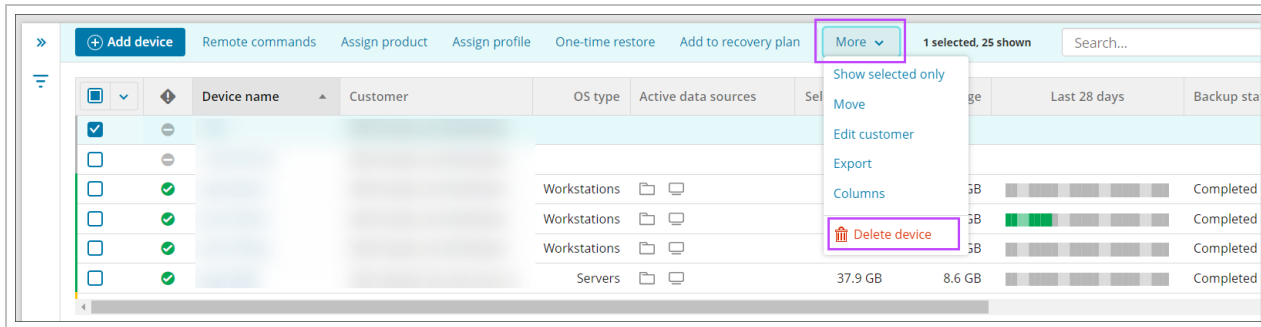 Add device Remote commands Assign product Assign profile One-time restore Add to recovery plan More 1 selected, 25 shown Search...
Show selected only
Device name Customer OS type Active data sources Sel ge Last 28 days Backup sta
Move
Edit customer
Export
Columns
Workstations GB Completed
Workstations GB Completed
Delete device
Workstations Completed
Servers 37.9 GB 8.6 GB Completed